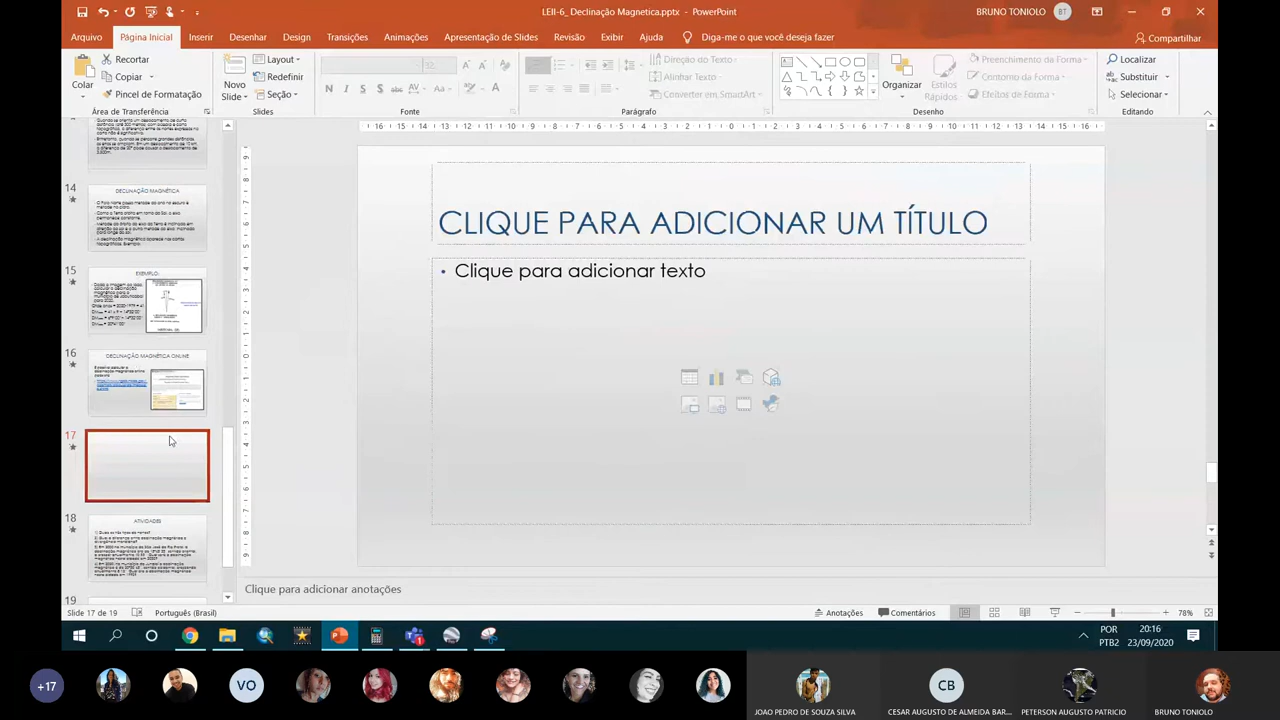 LEII-6_ Declinação Magnetica.pptx - PowerPoint
BRUNO TONIOLO
BT
Arquivo
Página Inicial
Inserir
Desenhar
Design
Transições
Animações
Apresentação de Slides
Revisão
Exibir
Ajuda
Diga-me o que você deseja fazer
Compartilhar
Colar
Recortar
Copiar
Pincel de Formatação
Área de Transferência
Novo
Slide
Layout
Redefinir
Seção
Slides
Fonte
Direção do Texto
Alinhar Texto
Converter em SmartArt
Parágrafo
Organizar
Estilos
Rápidos
Preenchimento da Forma
Contorno da Forma
Efeitos de Forma
Desenho
Localizar
Substituir
Selecionar
Editando
14
DECLINAÇÃO MAGNÉTICA
15
EXEMPLO:
16
DECLINAÇÃO MAGNÉTICA ONLINE
17
18
ATIVIDADES
19
CLIQUE PARA ADICIONAR UM TÍTULO
• Clique para adicionar texto
Clique para adicionar anotações
Slide 17 de 19
Português (Brasil)
Anotações
Comentários
78%
POR
PTB2
20:16
23/09/2020
+17
VO
JOAO PEDRO DE SOUZA SILVA
CB
CESAR AUGUSTO DE ALMEIDA BAR...
PETERSON AUGUSTO PATRICIO
BRUNO TONIOLO